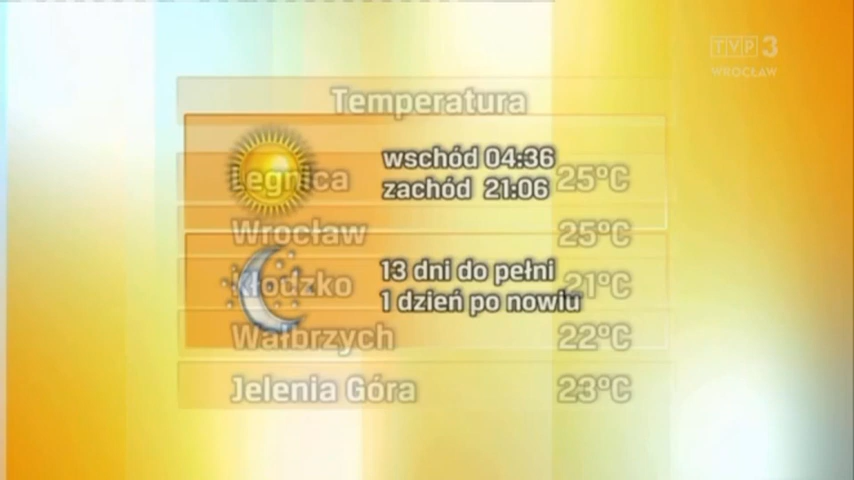 TVP3
WROCŁAW
Temperatura
wschód 04:36
zachód 21:06
Legnica 25°C
Wrocław 25°C
13 dni do pełni
Kłodzko 21°C
1 dzień po nowiu
Wałbrzych 22°C
Jelenia Góra 23°C